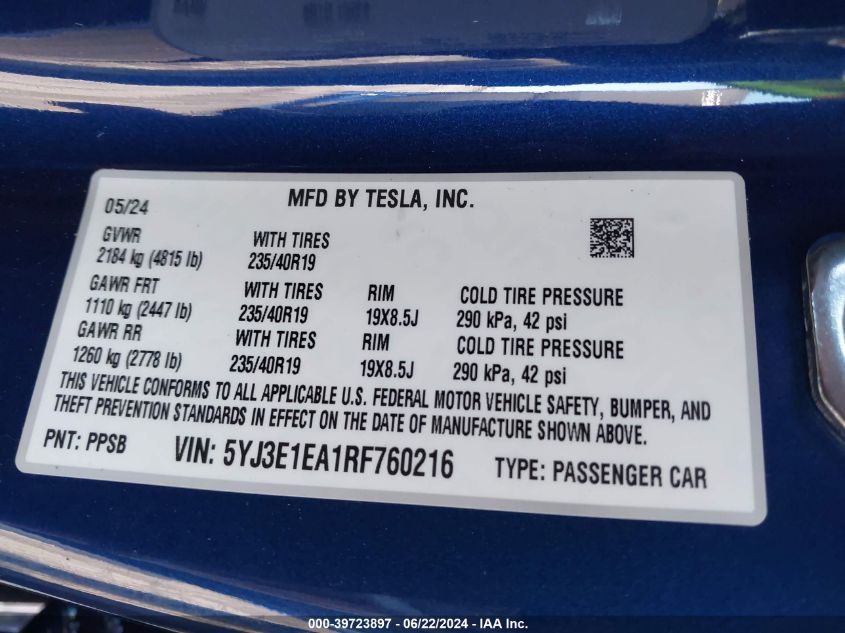 MFD BY TESLA, INC.
05/24
GVWR
2184 kg (4815 lb)
WITH TIRES
235/40R19
GAWR FRT
1110 kg (2447 lb)
WITH TIRES
235/40R19
RIM
19X8.5J
COLD TIRE PRESSURE
290 kPa, 42 psi
GAWR RR
1260 kg (2778 lb)
WITH TIRES
235/40R19
RIM
19X8.5J
COLD TIRE PRESSURE
290 kPa, 42 psi
THIS VEHICLE CONFORMS TO ALL APPLICABLE U.S. FEDERAL MOTOR VEHICLE SAFETY, BUMPER, AND
THEFT PREVENTION STANDARDS IN EFFECT ON THE DATE OF MANUFACTURE SHOWN ABOVE.
PNT: PPSB VIN: 5YJ3E1EA1RF760216 TYPE: PASSENGER CAR
000-39723897 - 06/22/2024 - IAA Inc.